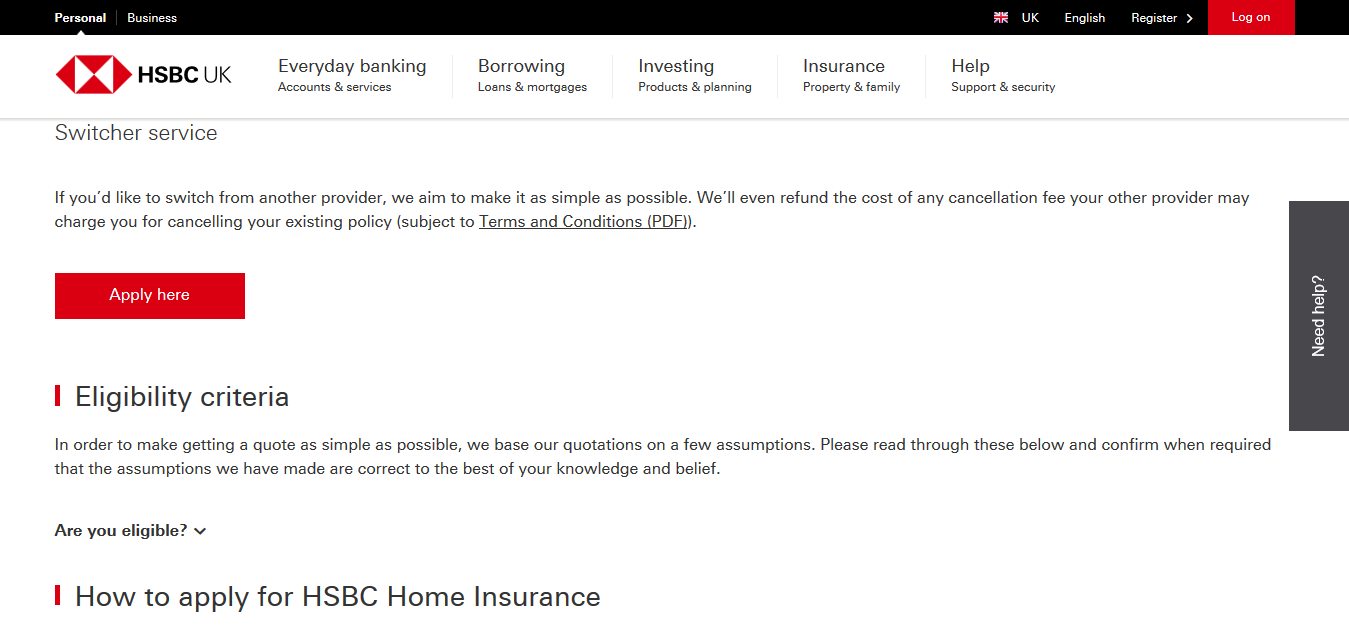 Personal Business UK English Register Log on
HSBC UK
Everyday banking Borrowing Investing Insurance Help
Accounts & services Loans & mortgages Products & planning Property & family Support & security
Switcher service
If you’d like to switch from another provider, we aim to make it as simple as possible. We’ll even refund the cost of any cancellation fee your other provider may
charge you for cancelling your existing policy (subject to Terms and Conditions (PDF)).
Apply here
Need help?
Eligibility criteria
In order to make getting a quote as simple as possible, we base our quotations on a few assumptions. Please read through these below and confirm when required
that the assumptions we have made are correct to the best of your knowledge and belief.
Are you eligible?
How to apply for HSBC Home Insurance